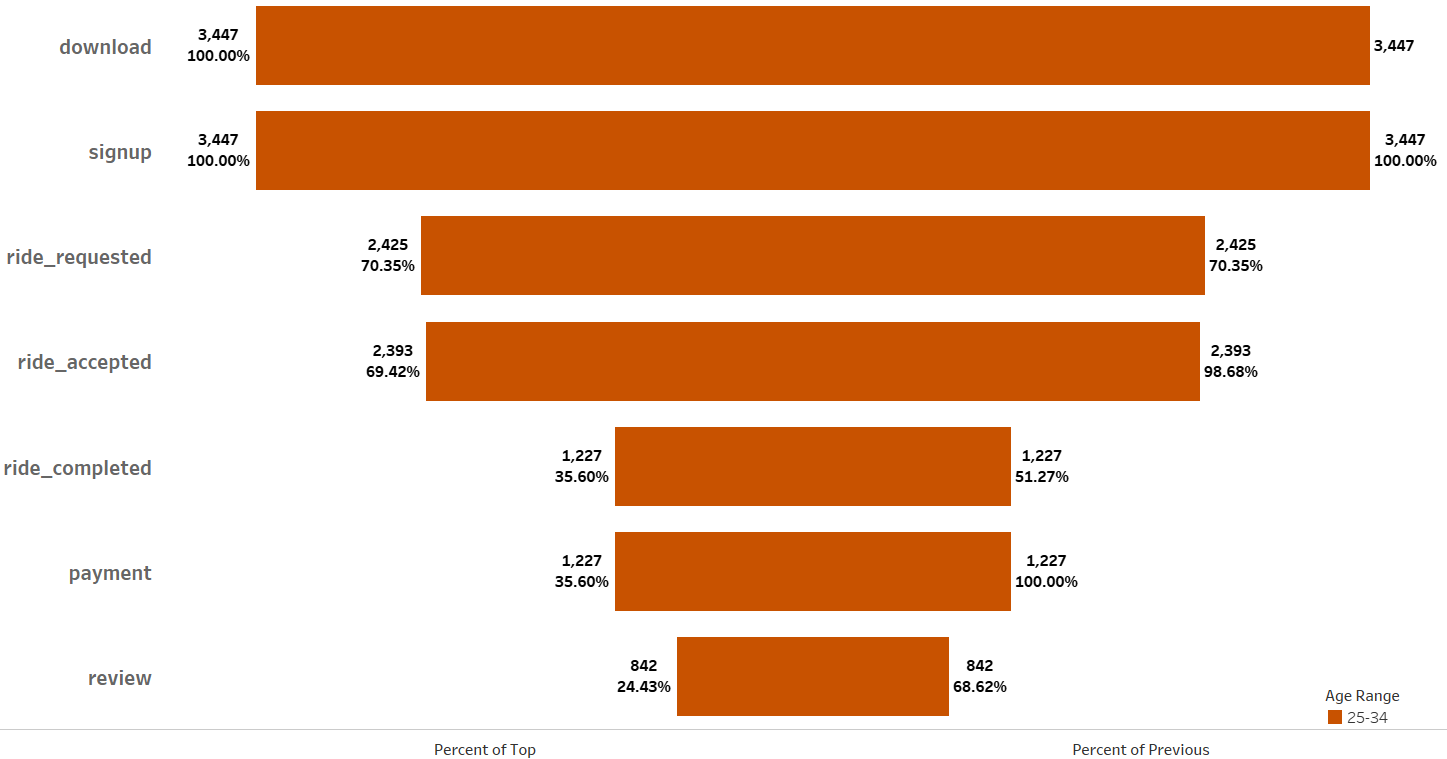 download
3,447
100.00%
3,447
signup
3,447
100.00%
3,447
100.00%
ride_requested
2,425
70.35%
2,425
70.35%
ride_accepted
2,393
69.42%
2,393
98.68%
ride_completed
1,227
35.60%
1,227
51.27%
payment
1,227
35.60%
1,227
100.00%
review
842
24.43%
842
68.62%
Age Range
25-34
Percent of Top
Percent of Previous